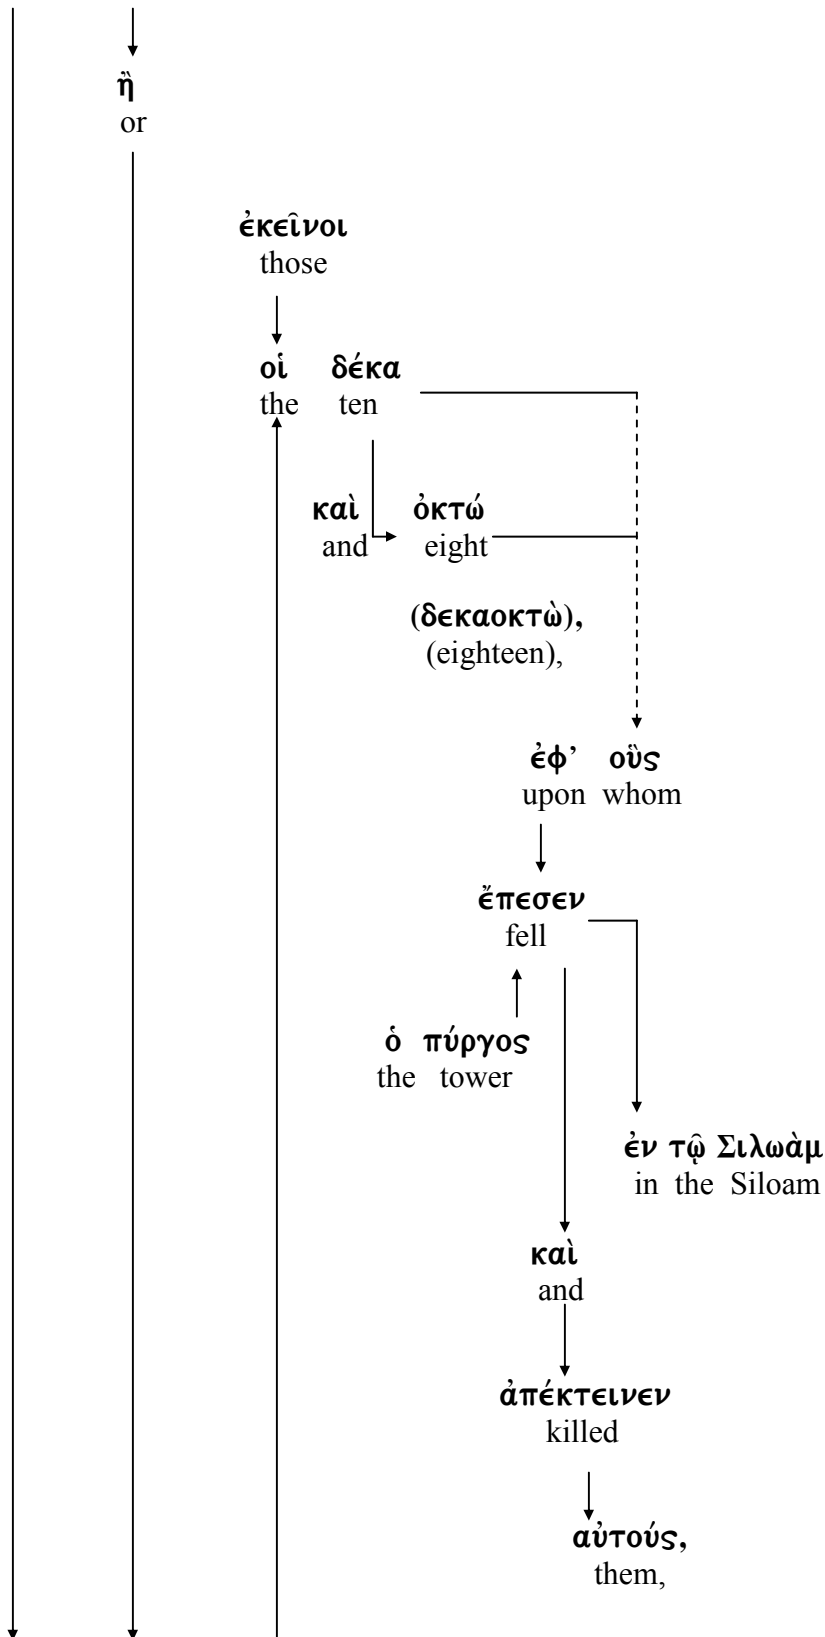 ἢ
or
ἐκεῖνοι
those
οἱ δέκα
the ten
καὶ ὀκτώ
and eight
(δεκαοκτὼ),
(eighteen),
ἐφ’ οὓς
upon whom
ἔπεσεν
fell
ὁ πύργος
the tower
ἐν τῷ Σιλωὰμ
in the Siloam
καὶ
and
ἀπέκτεινεν
killed
αὐτούς,
them,